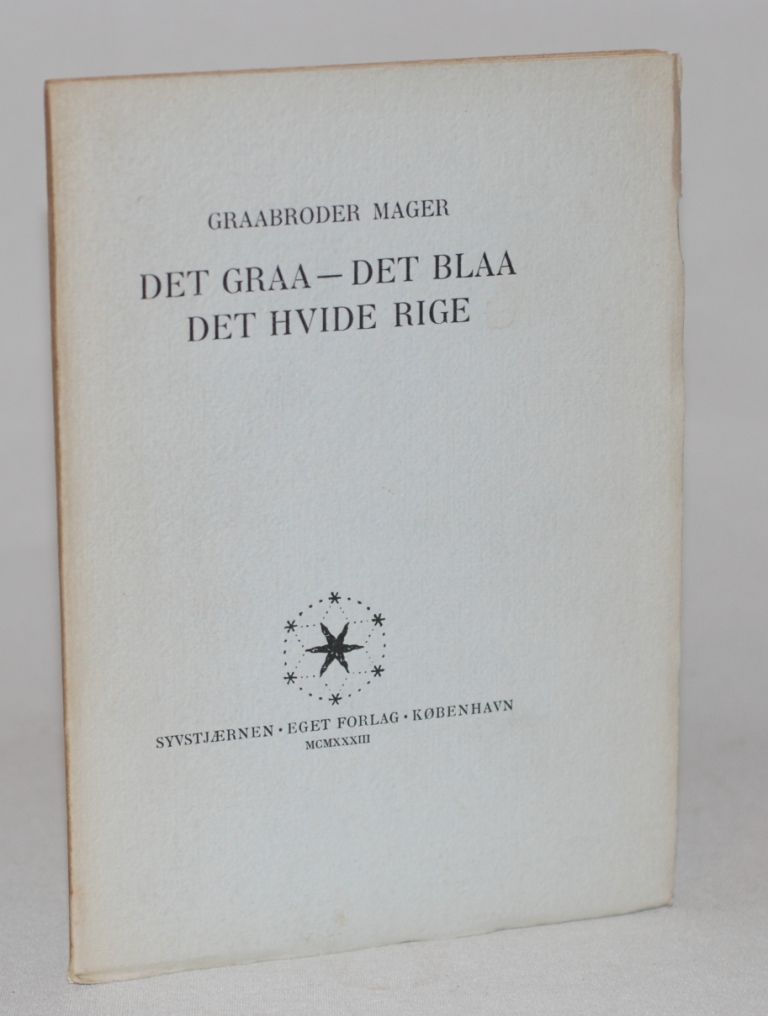 GRAABRODER MAGER
DET GRAA — DET BLAA
DET HVIDE RIGE
SYVSTJÆRNEN · EGET FORLAG · KØBENHAVN
MCMXXXIII